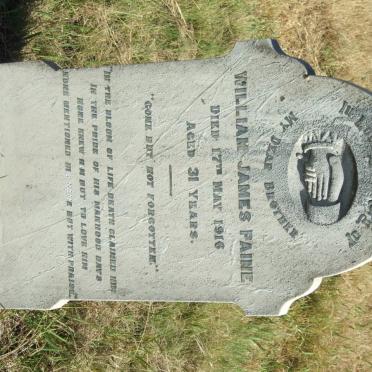 My Dear Brother
WILLIAM JAMES PAINE
DIED 17TH MAY 1916
AGED 31 YEARS.
"GONE BUT NOT FORGOTTEN."
IN THE BLOOM OF LIFE DEATH CLAIMED HIM
IN THE PRIDE OF HIS MANHOOD DAYS
NONE KNEW HIM BUT TO LOVE HIM
NONE MENTIONED BUT WITH PRAISE